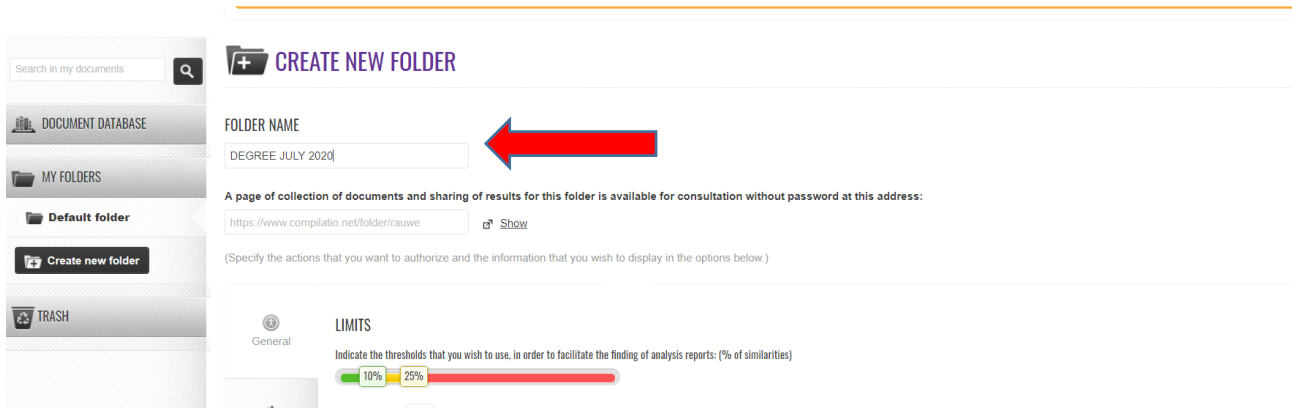 Search in my documents
DOCUMENT DATABASE
MY FOLDERS
Default folder
Create new folder
TRASH
CREATE NEW FOLDER
FOLDER NAME
DEGREE JULY 2020
A page of collection of documents and sharing of results for this folder is available for consultation without password at this address:
https://www.compilatio.net/folder/rauwe Show
(Specify the actions that you want to authorize and the information that you wish to display in the options below.)
General
LIMITS
Indicate the thresholds that you wish to use, in order to facilitate the finding of analysis reports: (% of similarities)
10% 25%